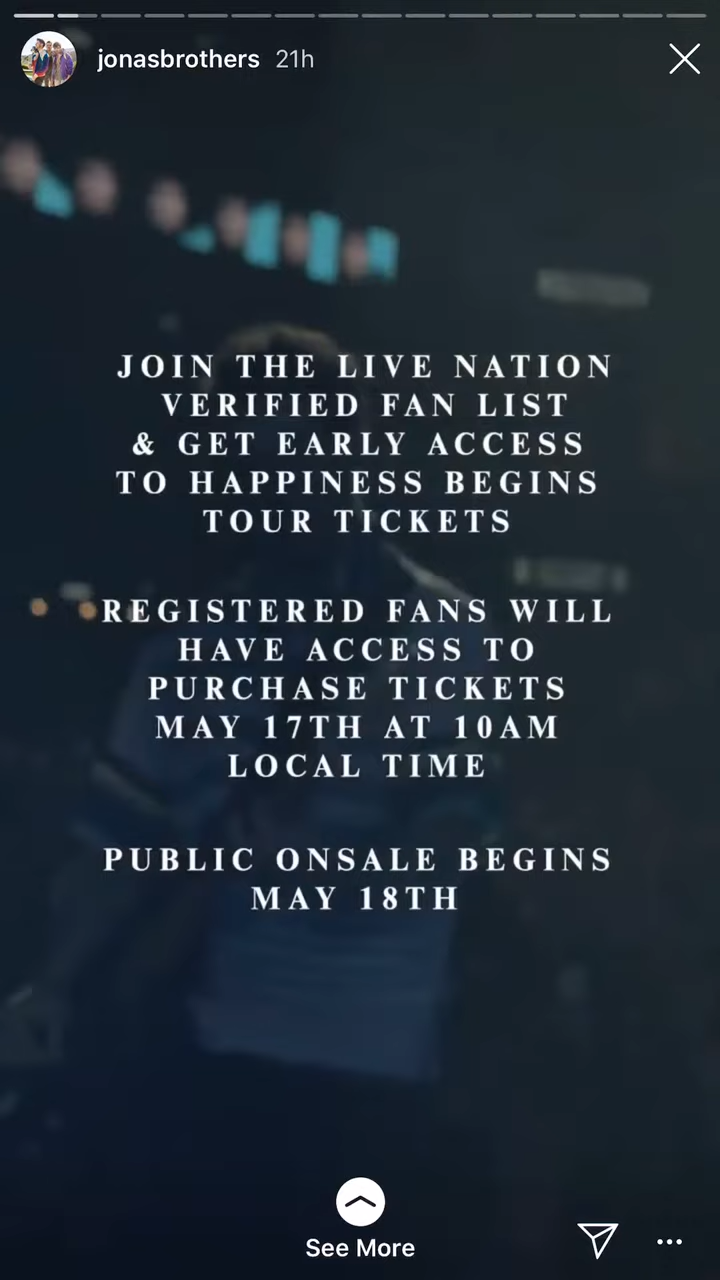 jonasbrothers 21h
JOIN THE LIVE NATION
VERIFIED FAN LIST
& GET EARLY ACCESS
TO HAPPINESS BEGINS
TOUR TICKETS
REGISTERED FANS WILL
HAVE ACCESS TO
PURCHASE TICKETS
MAY 17TH AT 10AM
LOCAL TIME
PUBLIC ONSALE BEGINS
MAY 18TH
See More